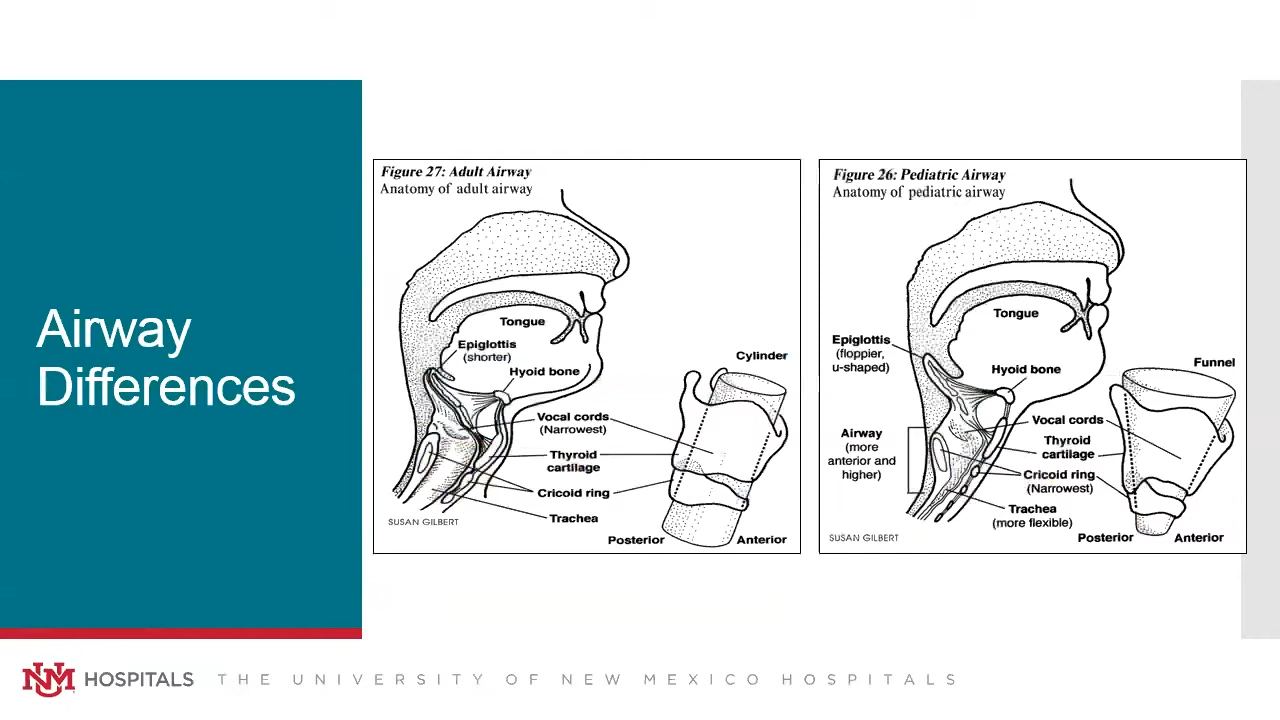 Airway
Differences
Figure 27: Adult Airway
Anatomy of adult airway
Tongue
Epiglottis
(shorter)
Hyoid bone
Cylinder
Vocal cords
(Narrowest)
Thyroid
cartilage
Cricoid ring
Trachea
SUSAN GILBERT
Posterior
Anterior
Figure 26: Pediatric Airway
Anatomy of pediatric airway
Tongue
Epiglottis
(floppier,
u-shaped)
Hyoid bone
Funnel
Vocal cords
Airway
(more
anterior and
higher)
Thyroid
cartilage
Cricoid ring
(Narrowest)
Trachea
(more flexible)
SUSAN GILBERT
Posterior
Anterior
UNM HOSPITALS THE UNIVERSITY OF NEW MEXICO HOSPITALS